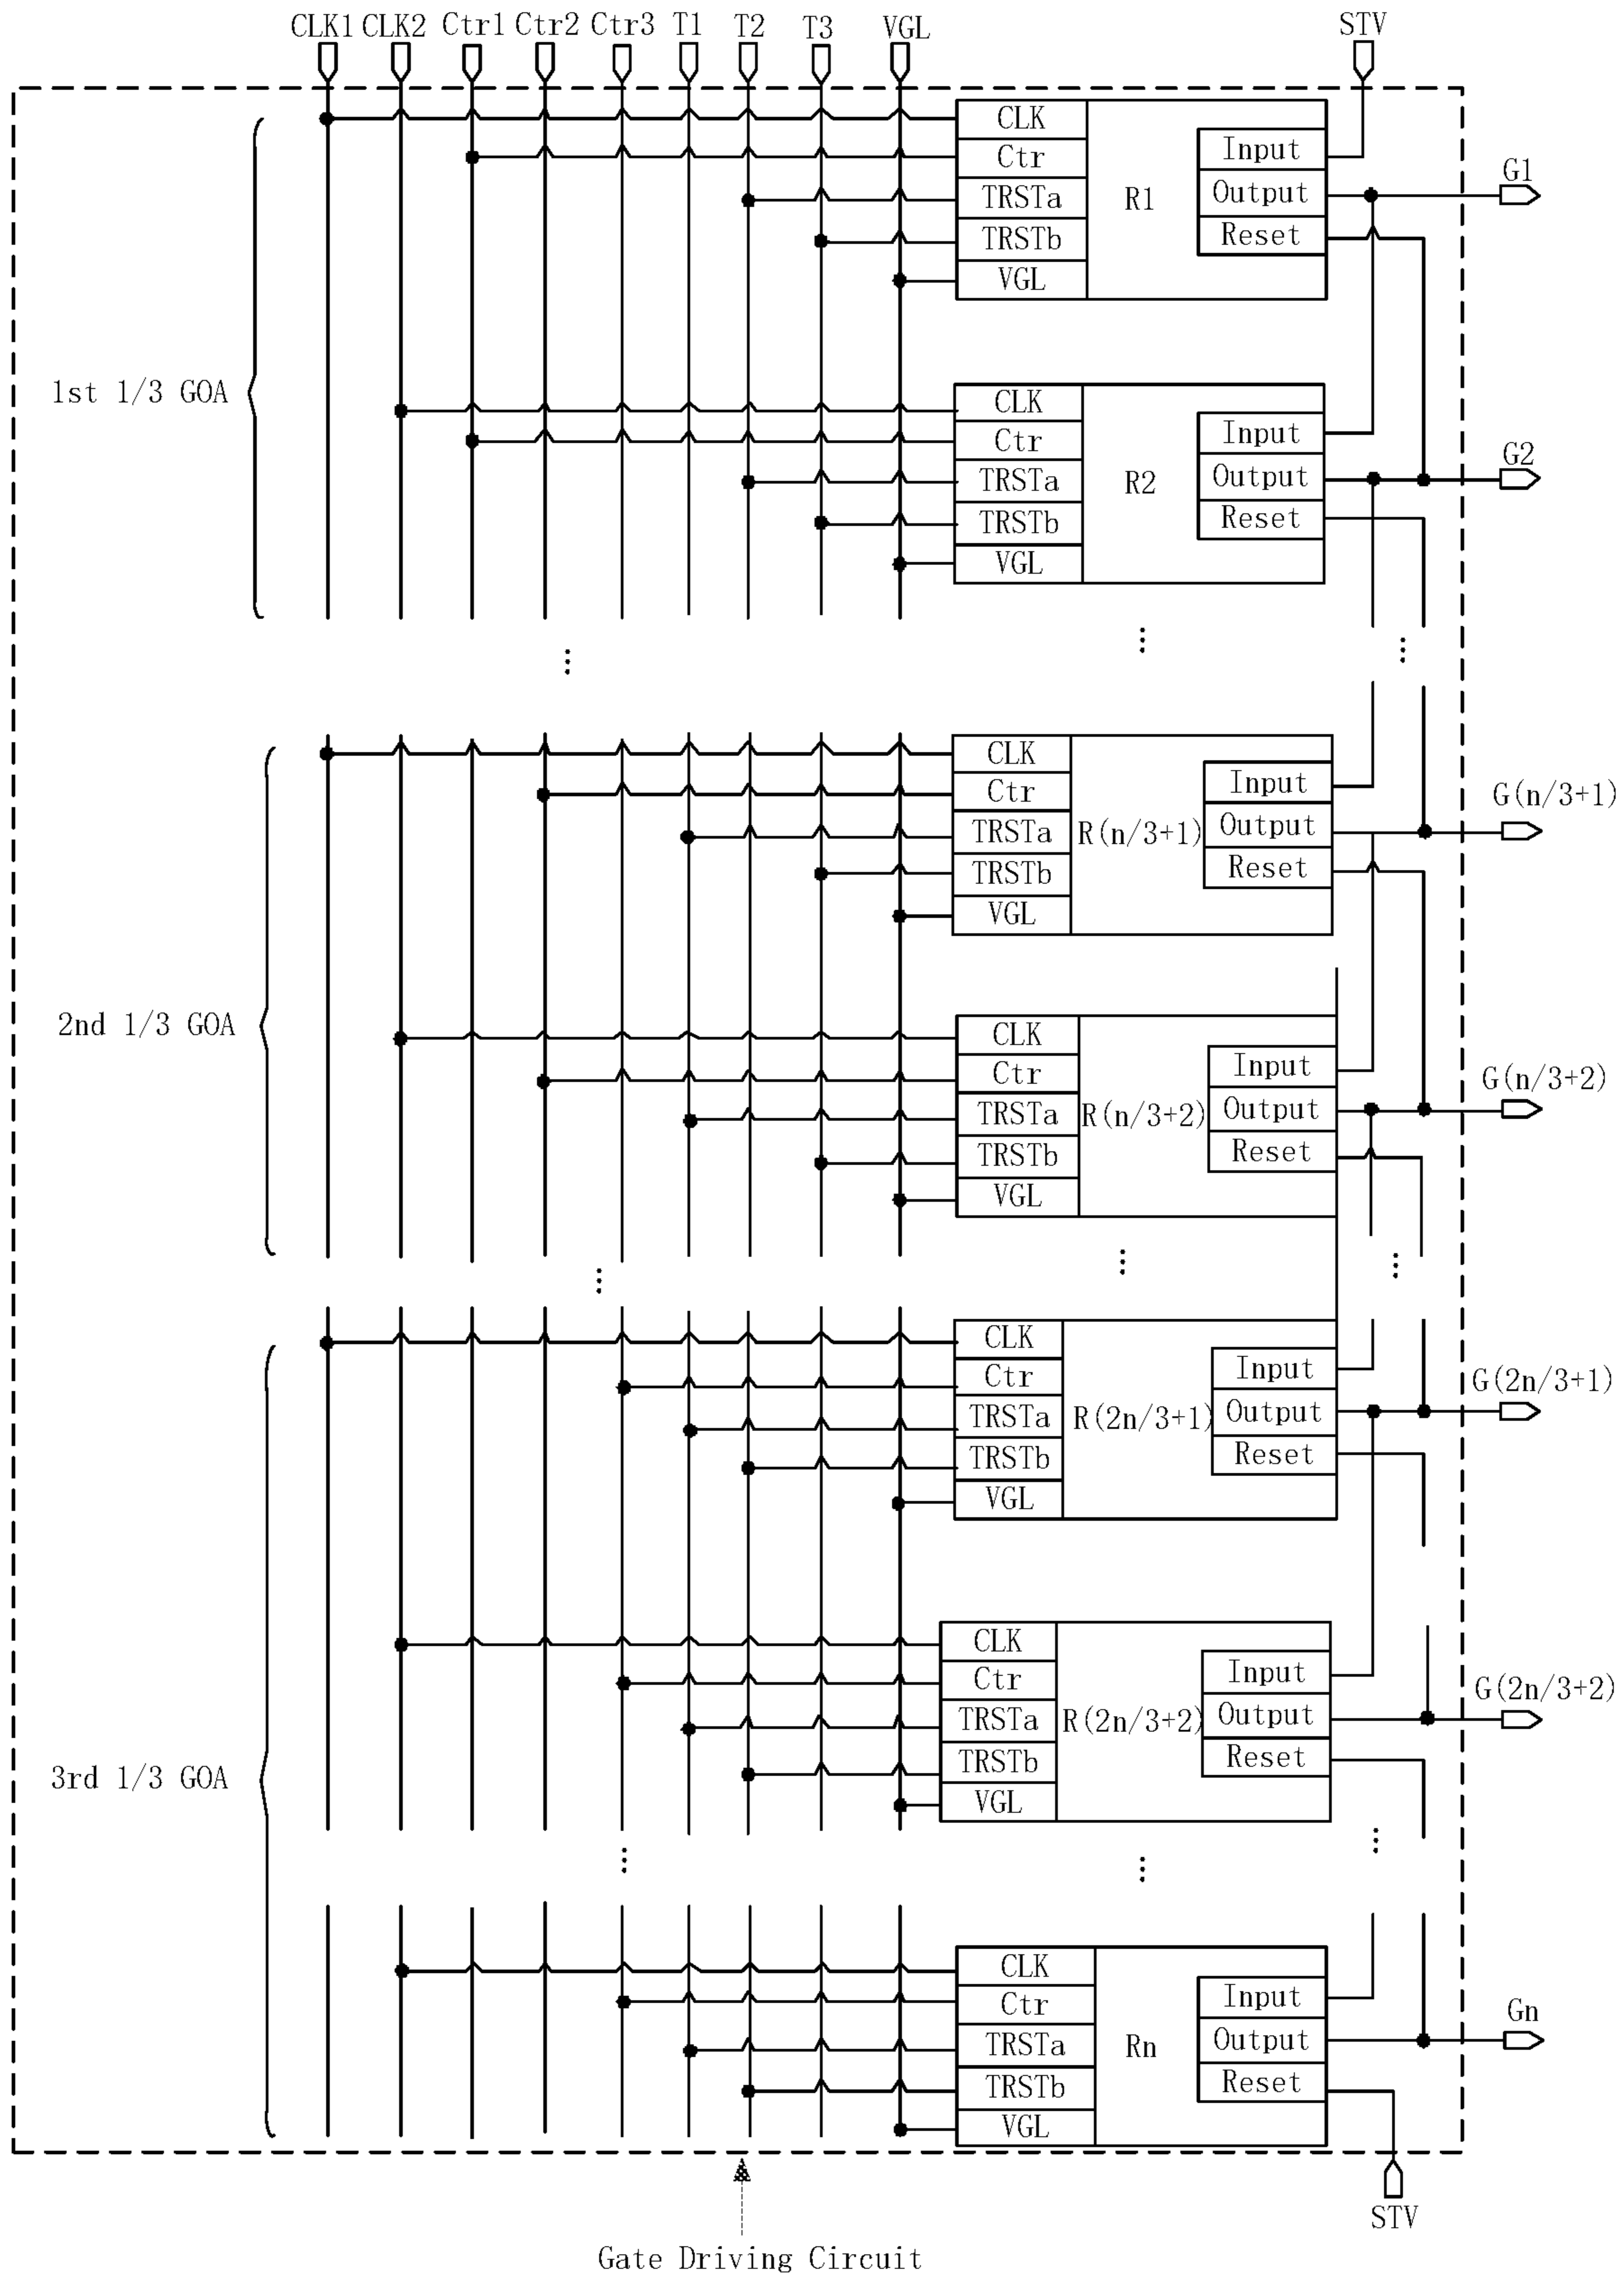 CLK1 CLK2 Ctr1 Ctr2 Ctr3 T1 T2 T3 VGL STV
CLK
Ctr
TRSTa
TRSTb
VGL
R1
Input
Output
Reset
G1
1st 1/3 GOA
CLK
Ctr
TRSTa
TRSTb
VGL
R2
Input
Output
Reset
G2
CLK
Ctr
TRSTa
TRSTb
VGL
R(n/3+1)
Input
Output
Reset
G(n/3+1)
2nd 1/3 GOA
CLK
Ctr
TRSTa
TRSTb
VGL
R(n/3+2)
Input
Output
Reset
G(n/3+2)
CLK
Ctr
TRSTa
TRSTb
VGL
R(2n/3+1)
Input
Output
Reset
G(2n/3+1)
3rd 1/3 GOA
CLK
Ctr
TRSTa
TRSTb
VGL
R(2n/3+2)
Input
Output
Reset
G(2n/3+2)
CLK
Ctr
TRSTa
TRSTb
VGL
Rn
Input
Output
Reset
Gn
STV
Gate Driving Circuit